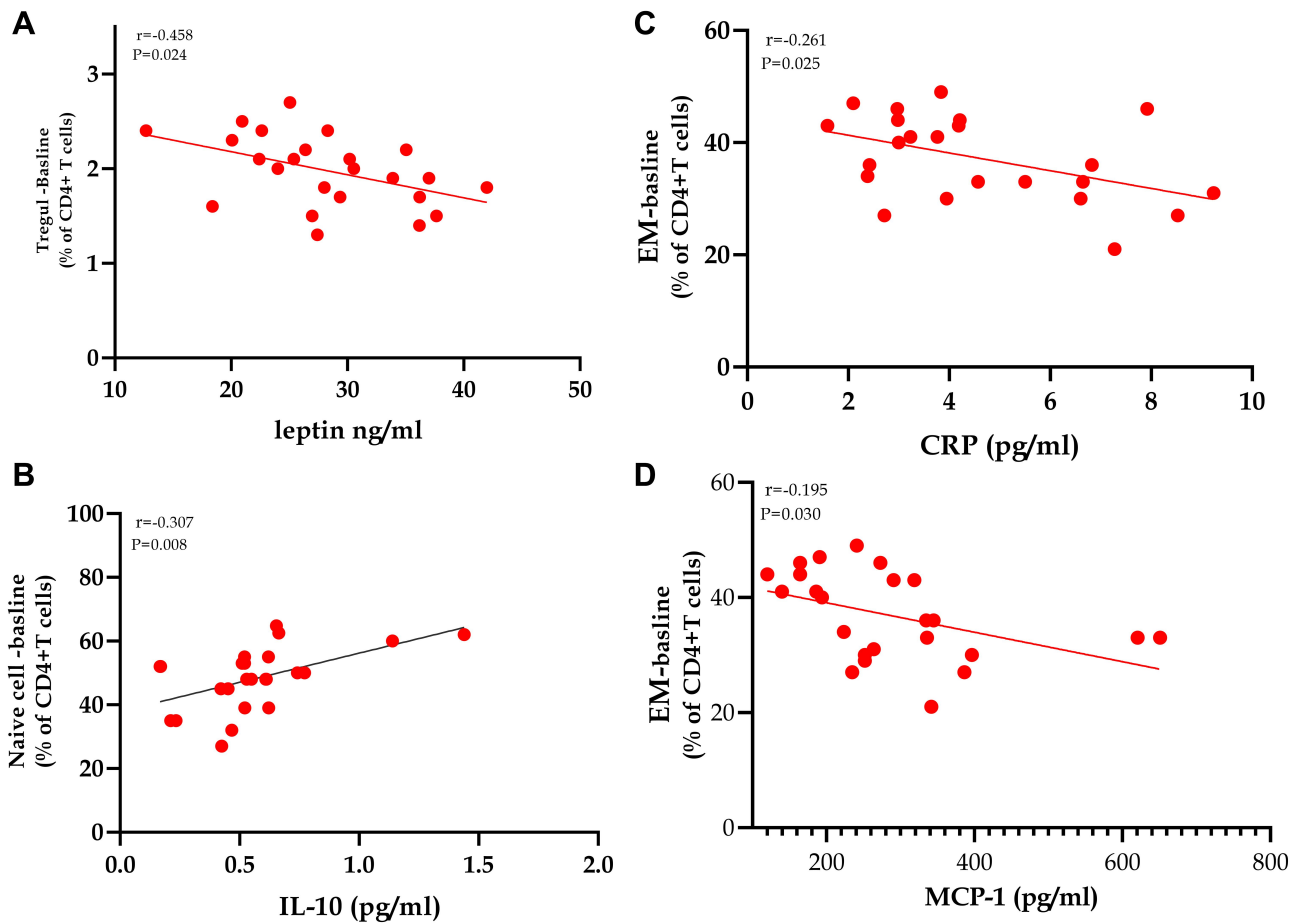 A
r=-0.458
P=0.024
Tregul -Basline
(% of CD4+ T cells)
3
2
1
0
10 20 30 40 50
leptin ng/ml
C
r=-0.261
P=0.025
EM-basline
(% of CD4+T cells)
60
40
20
0
0 2 4 6 8 10
CRP (pg/ml)
B
r=-0.307
P=0.008
Naive cell -basline
(% of CD4+T cells)
100
80
60
40
20
0
0.0 0.5 1.0 1.5 2.0
IL-10 (pg/ml)
D
r=-0.195
P=0.030
EM-basline
(% of CD4+T cells)
60
40
20
0
200 400 600 800
MCP-1 (pg/ml)